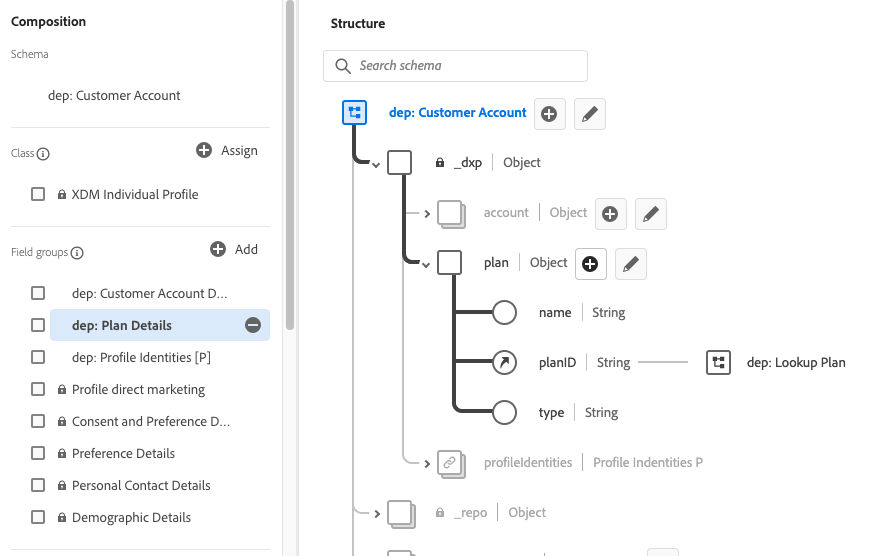 Composition
Schema
dep: Customer Account
Class
Assign
XDM Individual Profile
Field groups
Add
dep: Customer Account D...
dep: Plan Details
dep: Profile Identities [P]
Profile direct marketing
Consent and Preference D...
Preference Details
Personal Contact Details
Demographic Details
Structure
Search schema
dep: Customer Account
_dxp Object
account Object
plan Object
name String
planID String dep: Lookup Plan
type String
profileIdentities Profile Indentities P
_repo Object